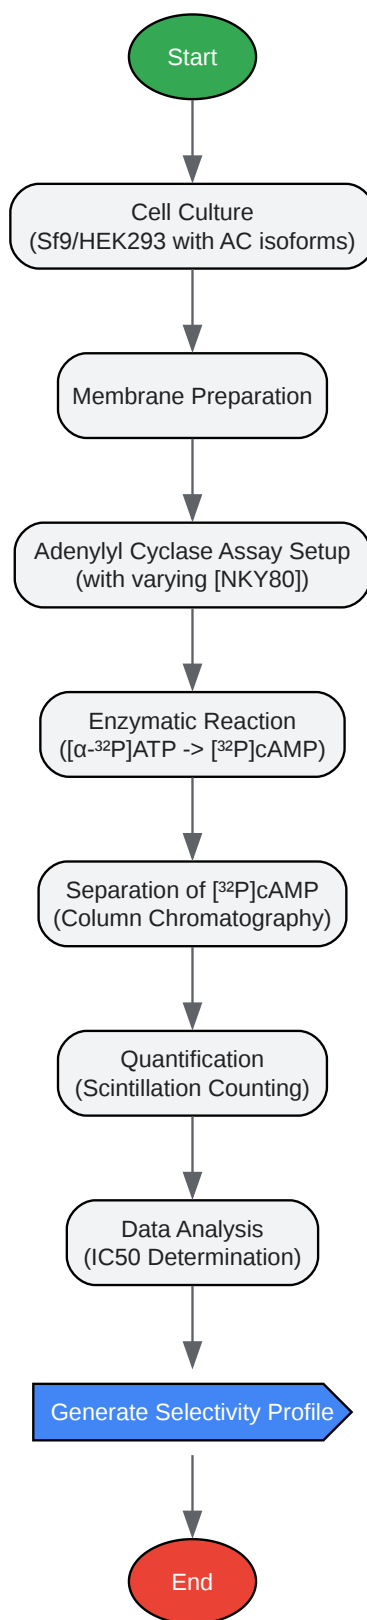 Start
Cell Culture
(Sf9/HEK293 with AC isoforms)
Membrane Preparation
Adenylyl Cyclase Assay Setup
(with varying [NKY80])
Enzymatic Reaction
([α-³²P]ATP -> [³²P]cAMP)
Separation of [³²P]cAMP
(Column Chromatography)
Quantification
(Scintillation Counting)
Data Analysis
(IC50 Determination)
Generate Selectivity Profile
End